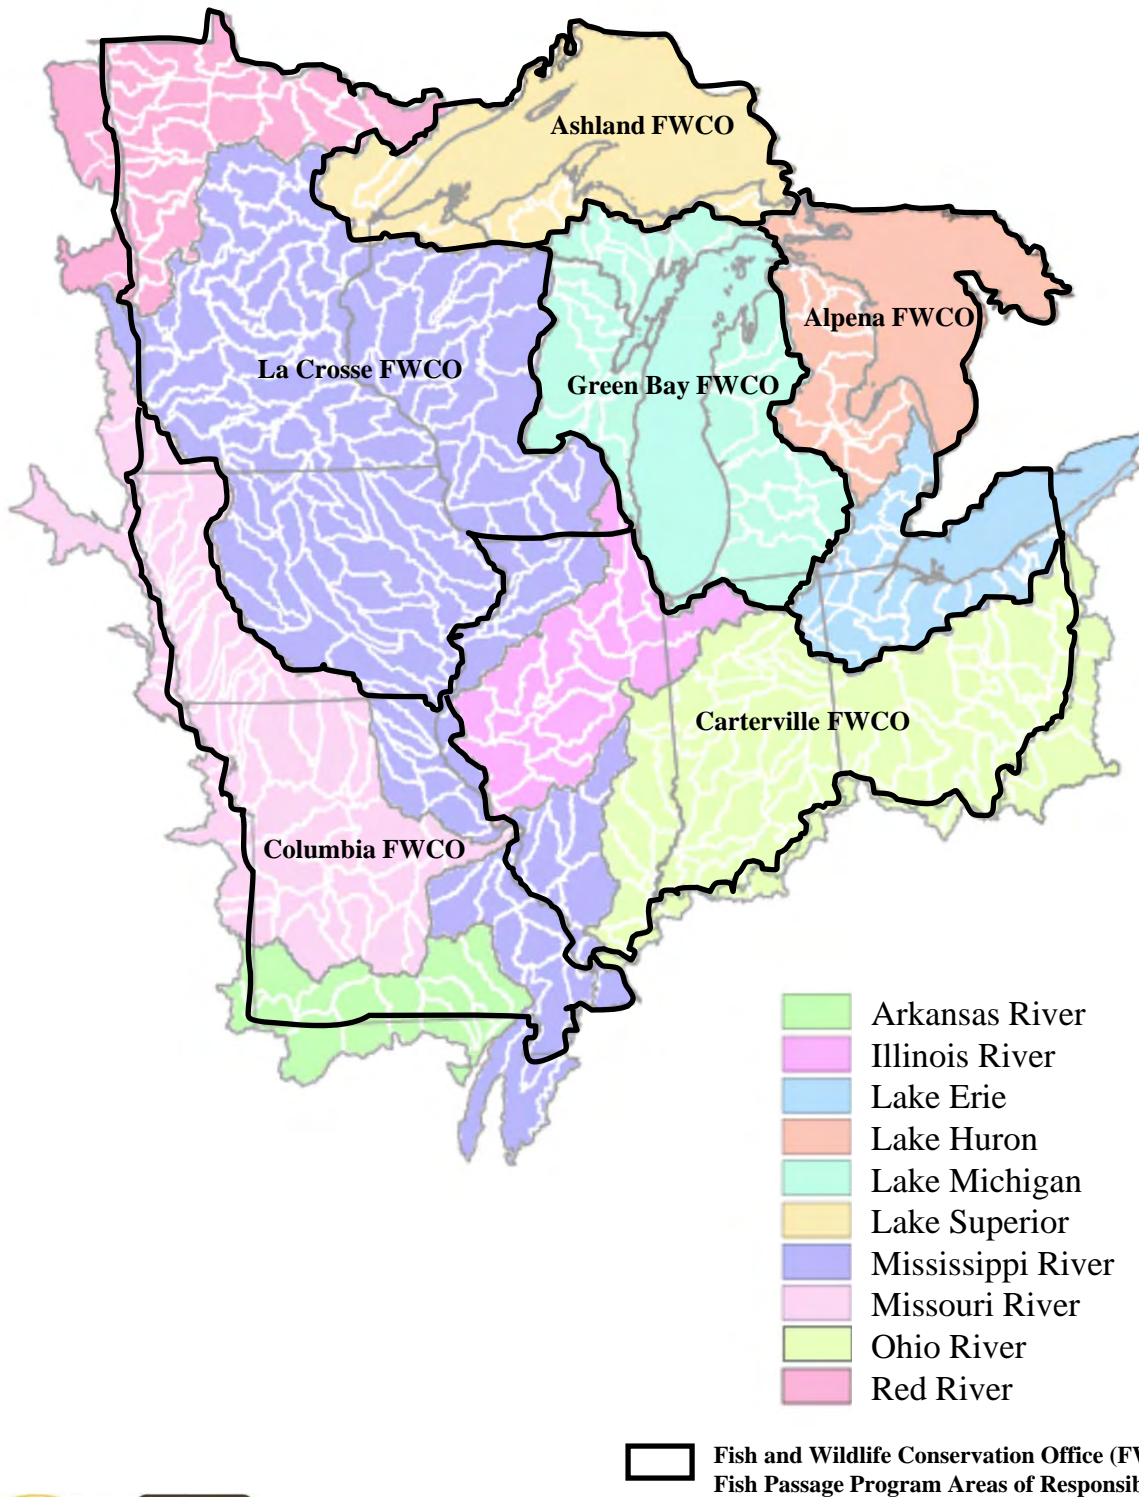 Ashland FWCO
Alpena FWCO
La Crosse FWCO
Green Bay FWCO
Carterville FWCO
Columbia FWCO
Arkansas River
Illinois River
Lake Erie
Lake Huron
Lake Michigan
Lake Superior
Mississippi River
Missouri River
Ohio River
Red River
Fish and Wildlife Conservation Office
Fish Passage Program Areas of